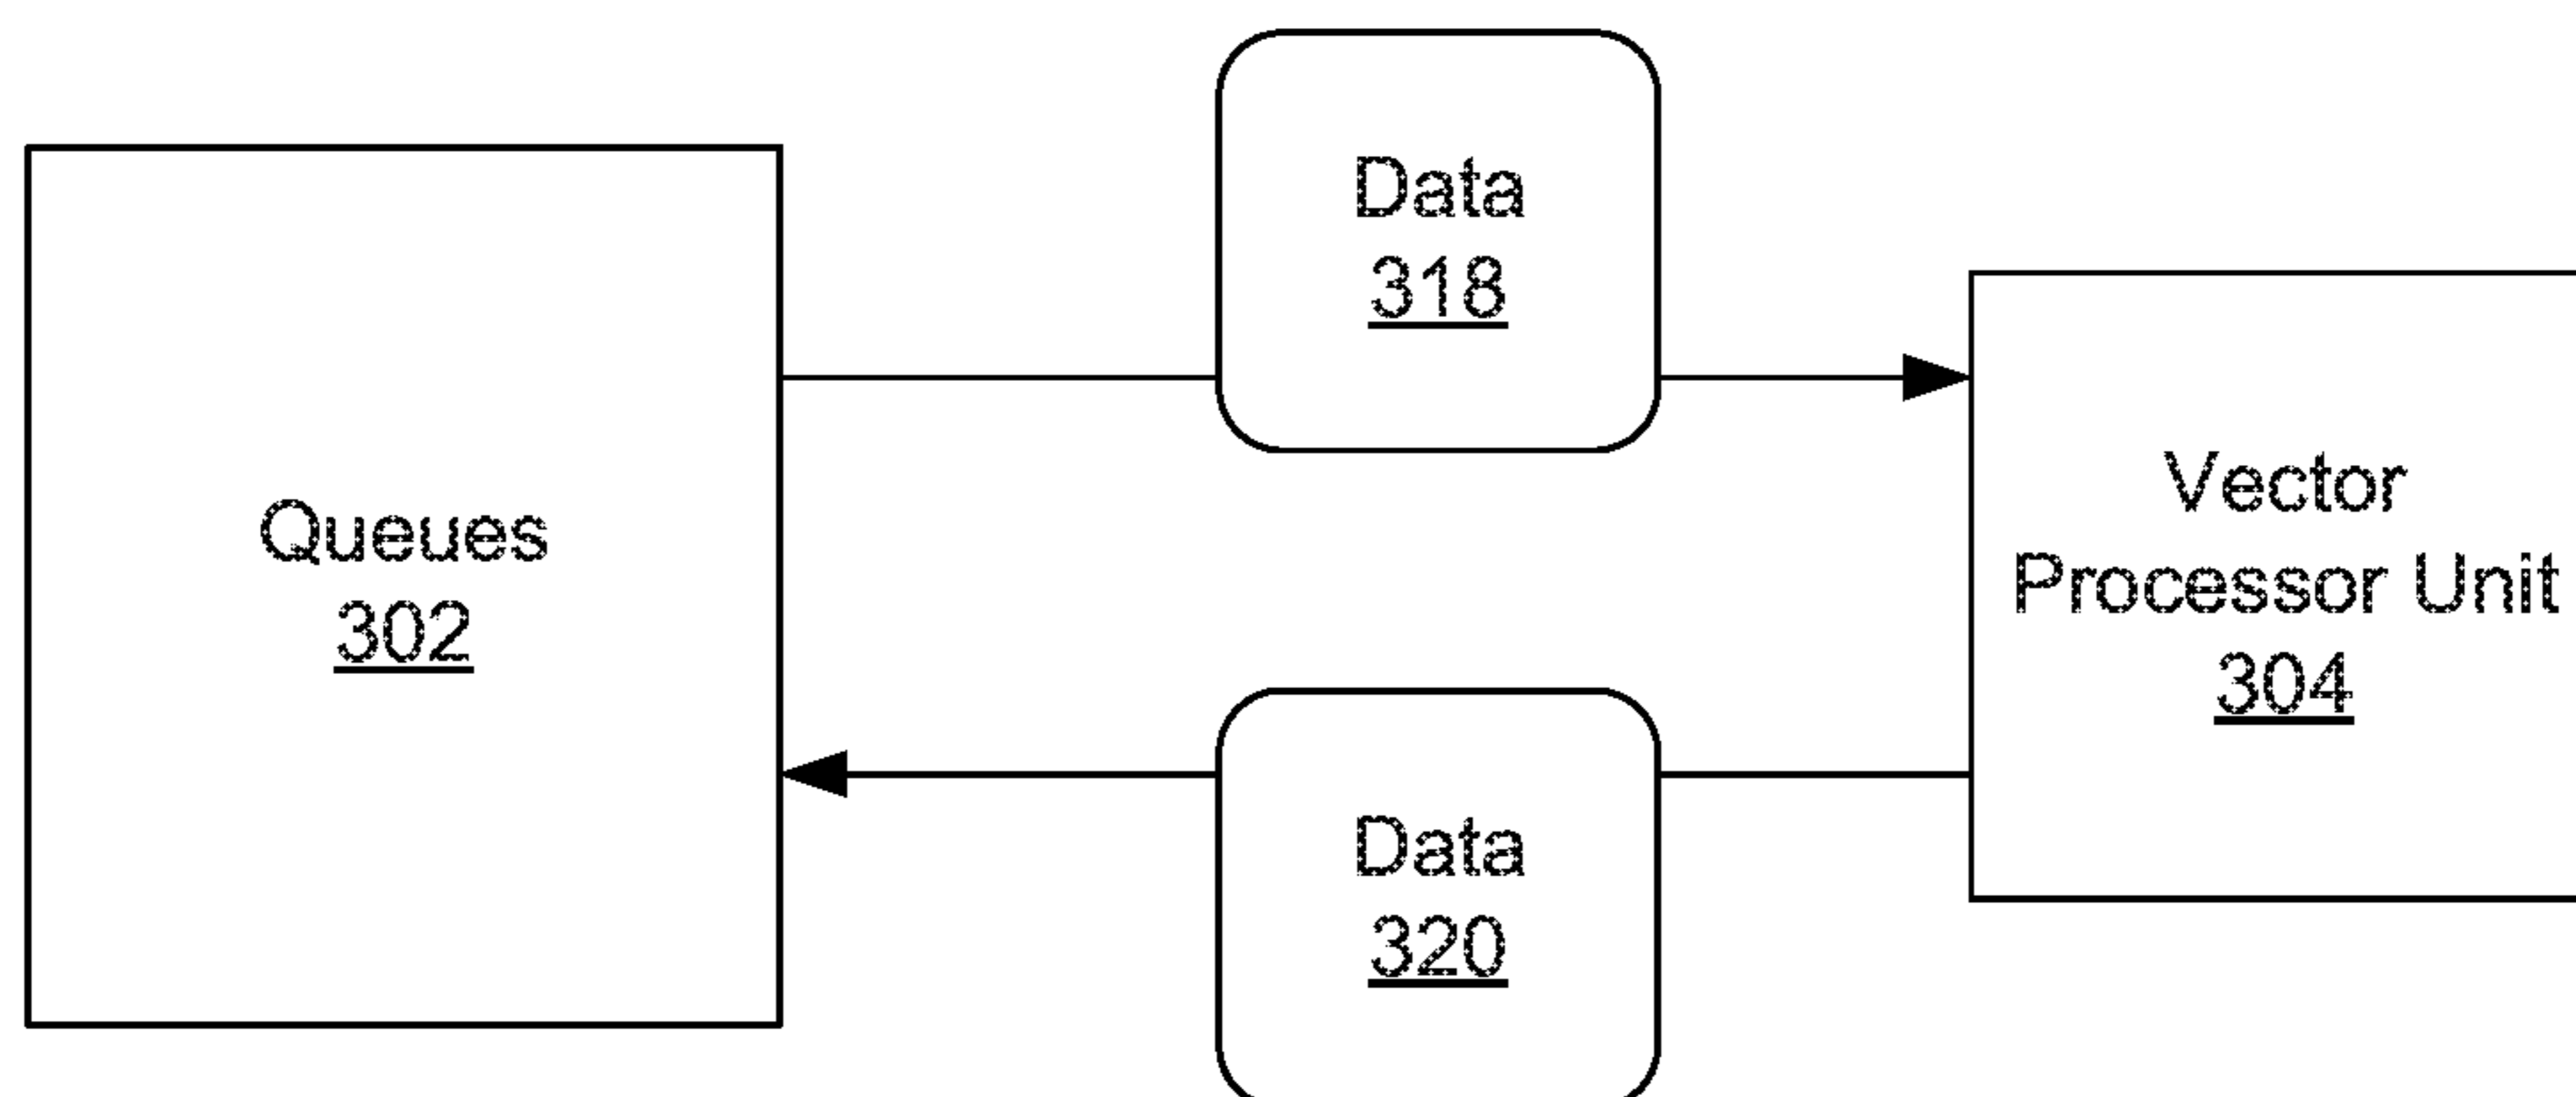 Data
318
Queues
302
Vector
Processor Unit
304
Data
320